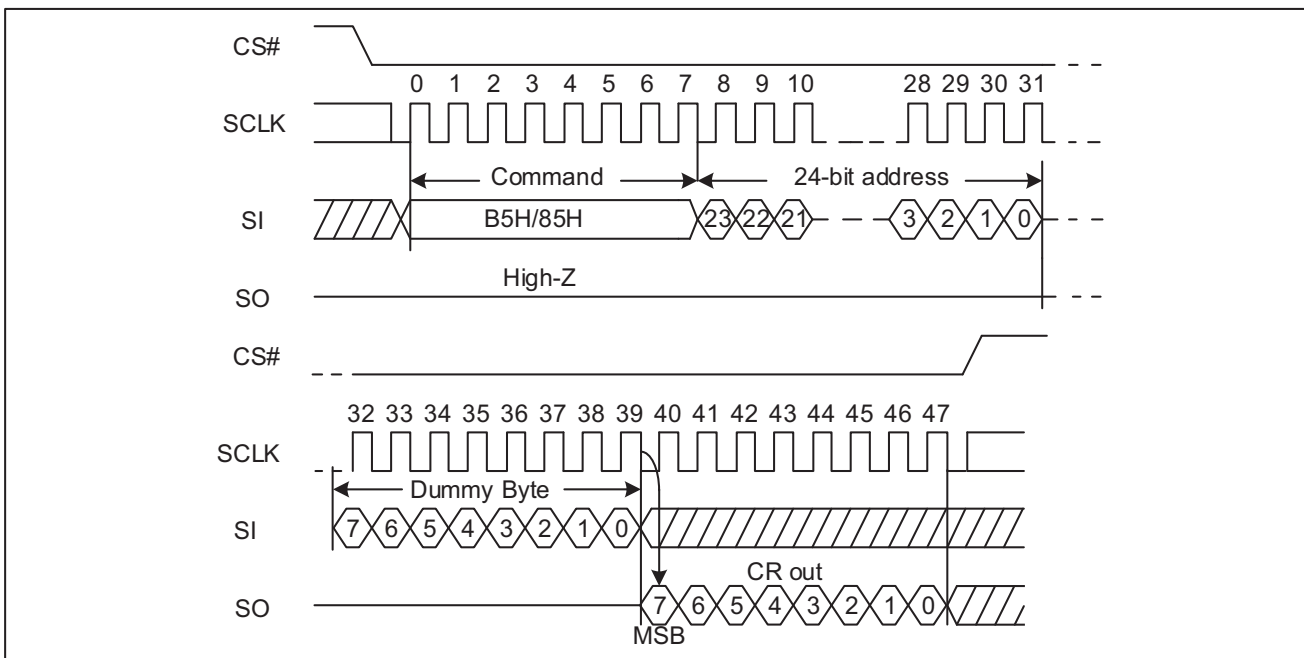 CS#
0 1 2 3 4 5 6 7 8 9 10 28 29 30 31
SCLK
Command 24-bit address
SI B5H/85H 23 22 21 3 2 1 0
High-Z
SO
CS#
32 33 34 35 36 37 38 39 40 41 42 43 44 45 46 47
SCLK
Dummy Byte
SI 7 6 5 4 3 2 1 0
CR out
SO 7 6 5 4 3 2 1 0
MSB